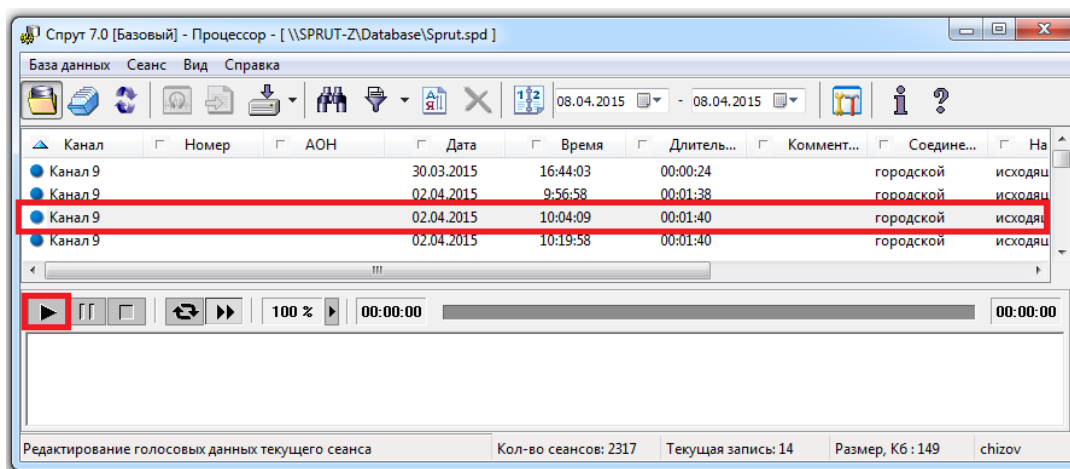 Спрут 7.0 [Базовый] - Процессор - [ \\SPRUT-Z\Database\Sprut.spd ]
База данных Сеанс Вид Справка
08.04.2015 - 08.04.2015
Канал Номер АОН Дата Время Длитель... Коммент... Соедине... На
Канал 9 30.03.2015 16:44:03 00:00:24 городской исходящ
Канал 9 02.04.2015 9:56:58 00:01:38 городской исходящ
Канал 9 02.04.2015 10:04:09 00:01:40 городской исходящ
Канал 9 02.04.2015 10:19:58 00:01:40 городской исходящ
100 % 00:00:00 00:00:00
Редактирование голосовых данных текущего сеанса Кол-во сеансов: 2317 Текущая запись: 14 Размер, Кб : 149 chizov